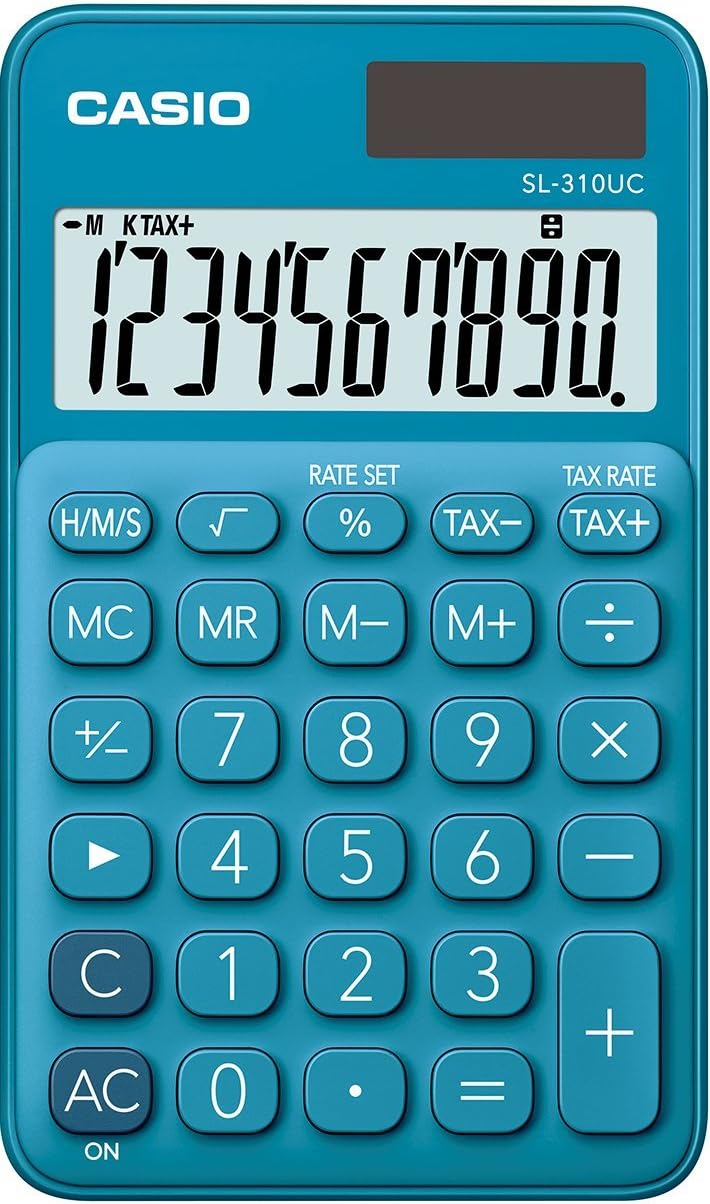 CASIO
SL-310UC
-M K TAX+ ÷
1'234'567'890.
RATE SET TAX RATE
H/M/S √ % TAX− TAX+
MC MR M− M+ ÷
+/− 7 8 9 ×
▶ 4 5 6 −
C 1 2 3
+
AC 0 · =
ON